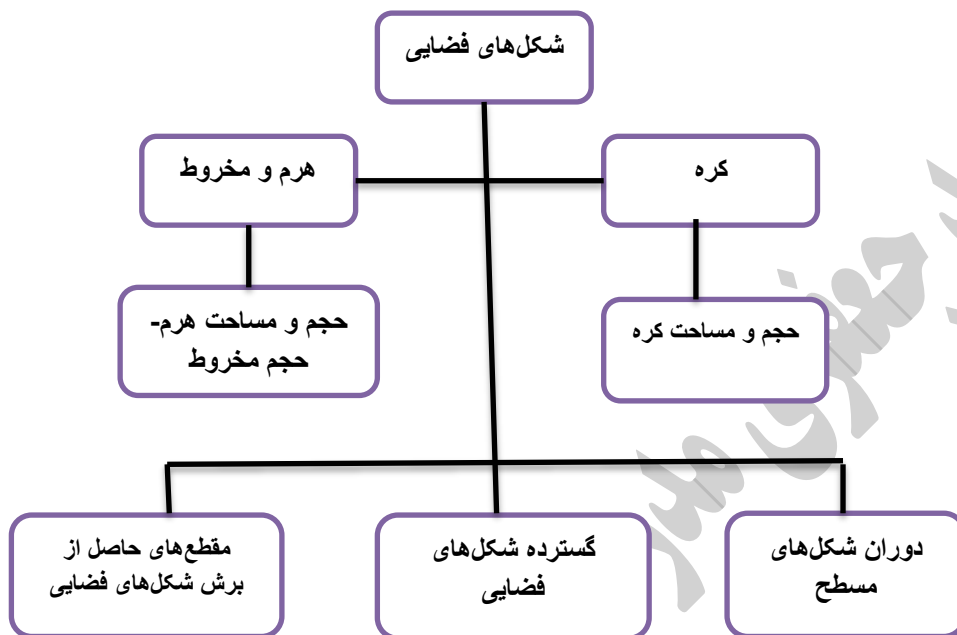 شکل‌های فضایی
کره
هرم و مخروط
حجم و مساحت کره
حجم و مساحت هرم-
حجم مخروط
دوران شکل‌های
مسطح
گسترده شکل‌های
فضایی
مقطع‌های حاصل از
برش شکل‌های فضایی